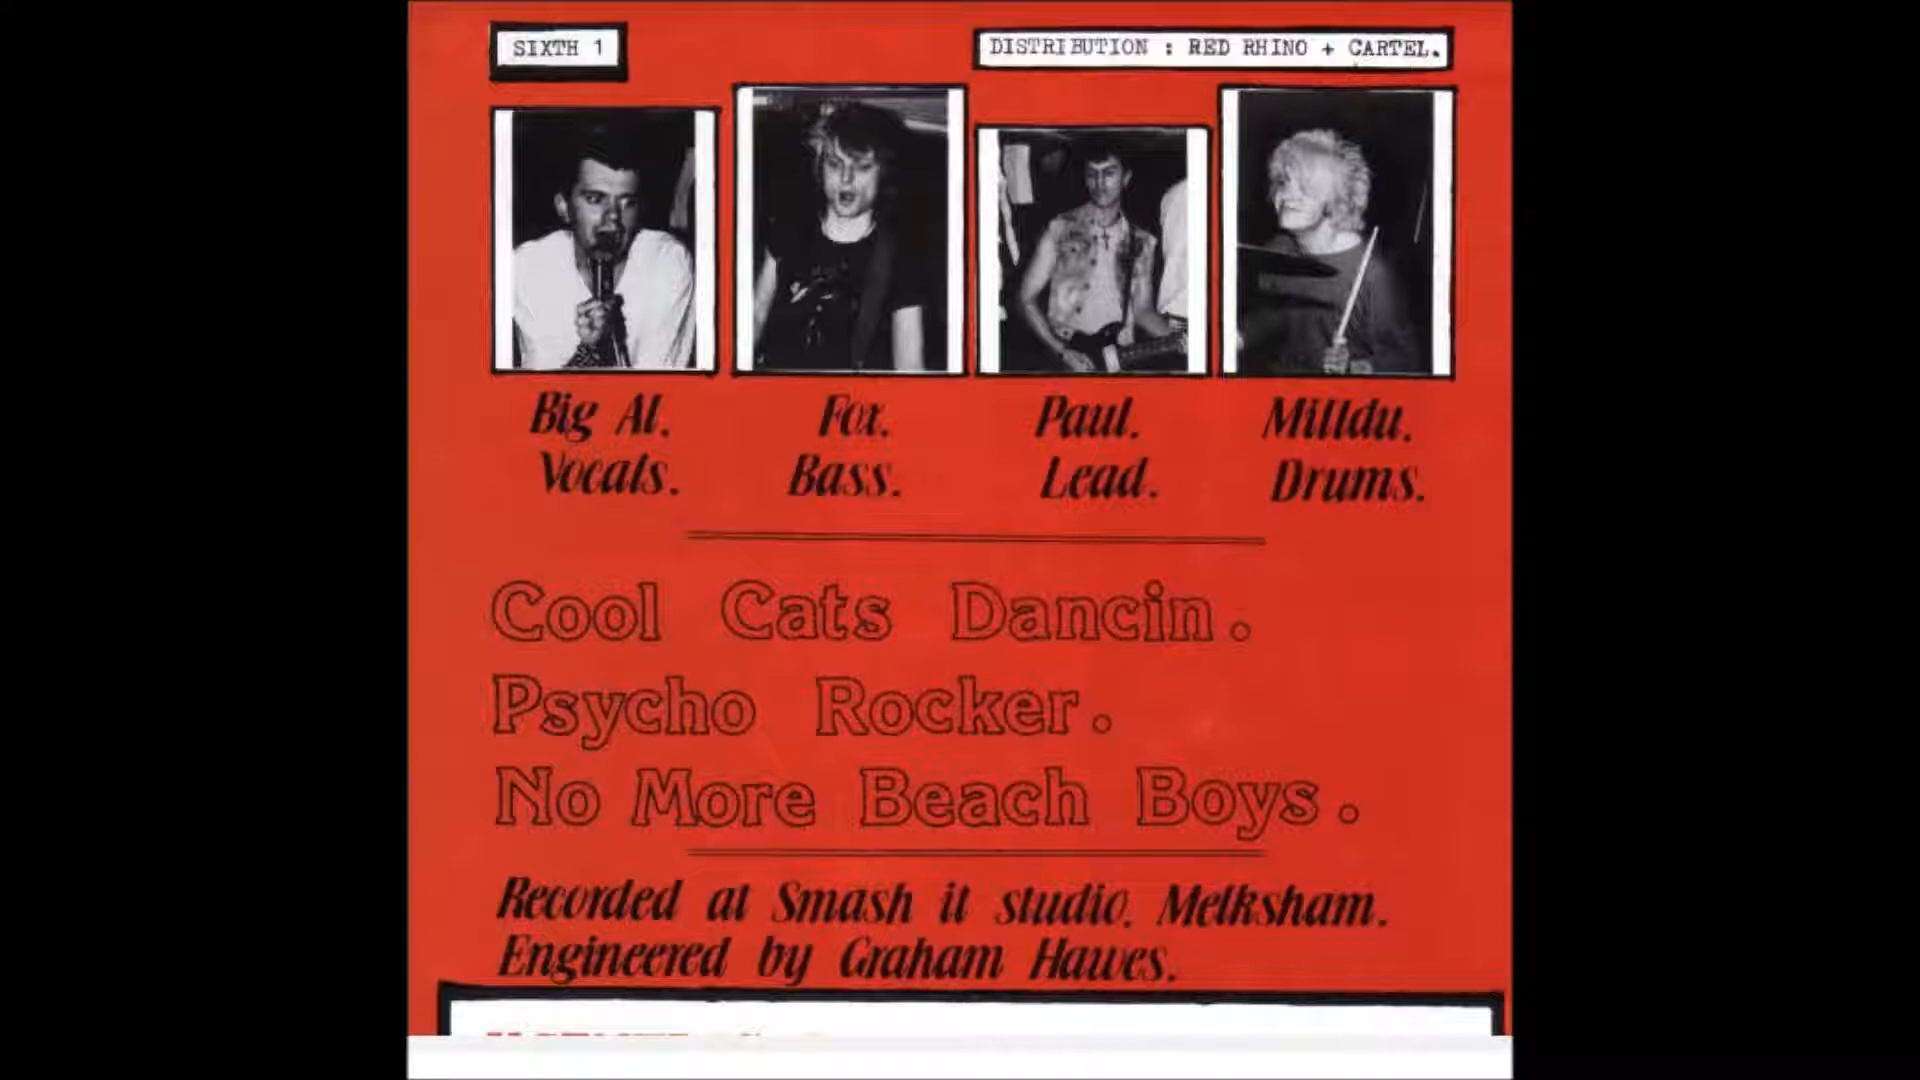 SIXTH 1
DISTRIBUTION : RED RHINO + CARTEL.
Big Al.
Vocals.
Fox.
Bass.
Paul.
Lead.
Milldu.
Drums.
Cool Cats Dancin.
Psycho Rocker.
No More Beach Boys.
Recorded at Smash it studio. Melksham.
Engineered by Graham Hawes.